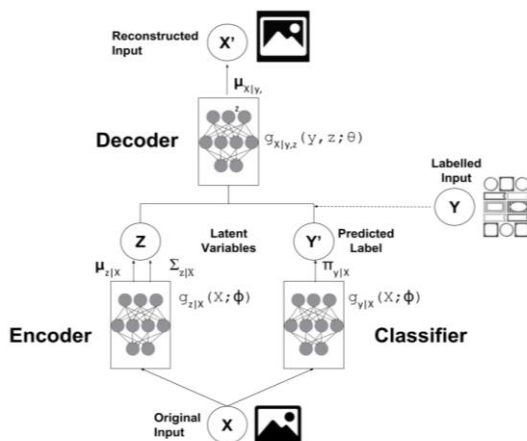 Reconstructed
Input
X'
μX|y,
z
Decoder
gX|y,z(y,z;θ)
Labelled
Input
Y
Z
Latent
Variables
Y'
Predicted
Label
μz|X
Σz|X
πy|X
gz|X(X;ϕ)
gy|X(X;ϕ)
Encoder
Classifier
Original
Input
X